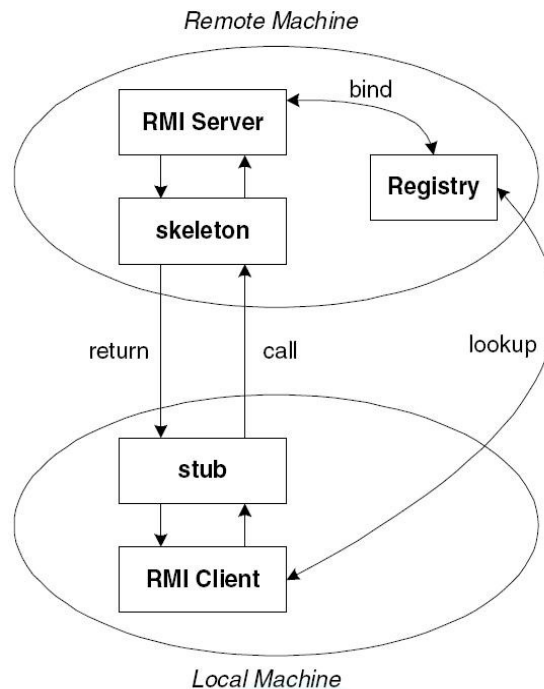 Remote Machine
bind
RMI Server
Registry
skeleton
return
call
lookup
stub
RMI Client
Local Machine